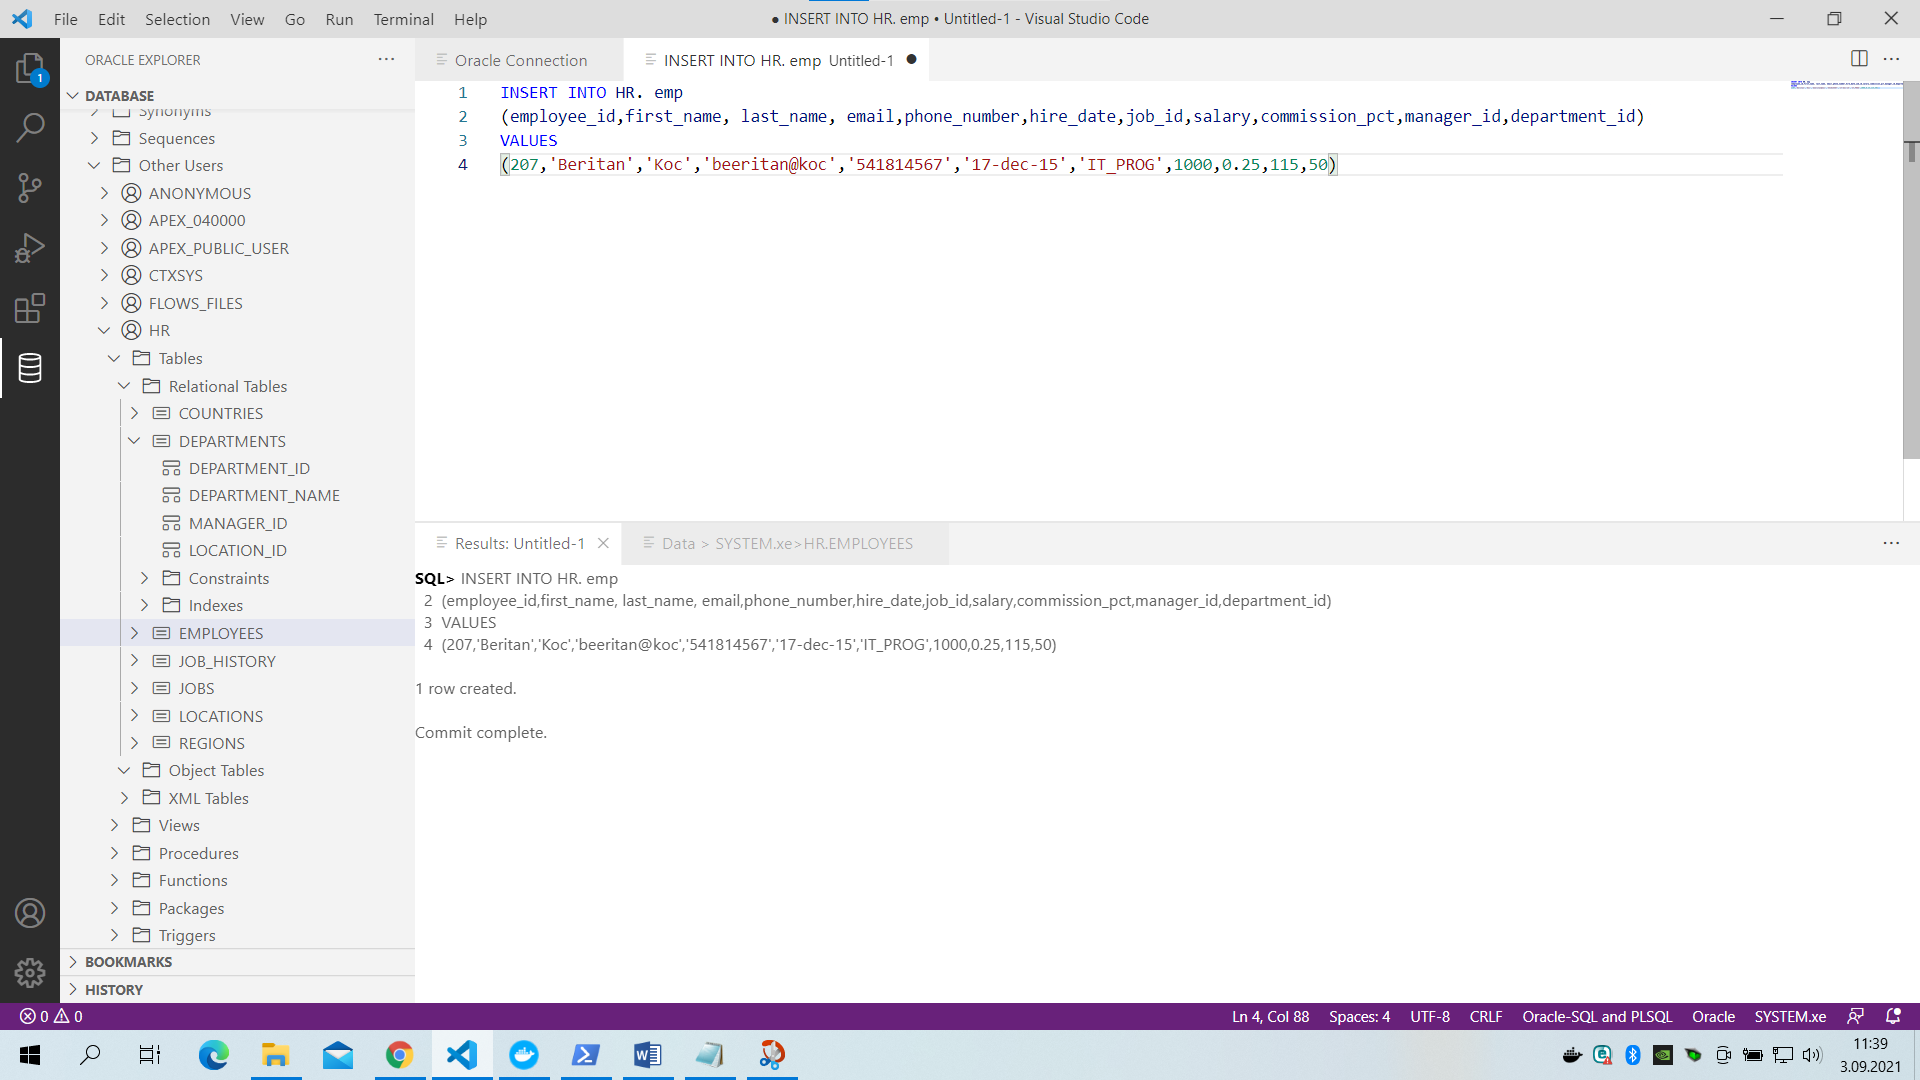 File Edit Selection View Go Run Terminal Help
● INSERT INTO HR. emp • Untitled-1 - Visual Studio Code
1
ORACLE EXPLORER
DATABASE
Synonyms
Sequences
Other Users
ANONYMOUS
APEX_040000
APEX_PUBLIC_USER
CTXSYS
FLOWS_FILES
HR
Tables
Relational Tables
COUNTRIES
DEPARTMENTS
DEPARTMENT_ID
DEPARTMENT_NAME
MANAGER_ID
LOCATION_ID
Constraints
Indexes
EMPLOYEES
JOB_HISTORY
JOBS
LOCATIONS
REGIONS
Object Tables
XML Tables
Views
Procedures
Functions
Packages
Triggers
BOOKMARKS
HISTORY
Oracle Connection
INSERT INTO HR. emp Untitled-1 ●
1 INSERT INTO HR. emp
2 (employee_id,first_name, last_name, email,phone_number,hire_date,job_id,salary,commission_pct,manager_id,department_id)
3 VALUES
4 (207,'Beritan','Koc','beeritan@koc','541814567','17-dec-15','IT_PROG',1000,0.25,115,50)
Results: Untitled-1
Data > SYSTEM.xe>HR.EMPLOYEES
SQL> INSERT INTO HR. emp
2 (employee_id,first_name, last_name, email,phone_number,hire_date,job_id,salary,commission_pct,manager_id,department_id)
3 VALUES
4 (207,'Beritan','Koc','beeritan@koc','541814567','17-dec-15','IT_PROG',1000,0.25,115,50)
1 row created.
Commit complete.
0 0
Ln 4, Col 88 Spaces: 4 UTF-8 CRLF Oracle-SQL and PLSQL Oracle SYSTEM.xe
11:39
3.09.2021